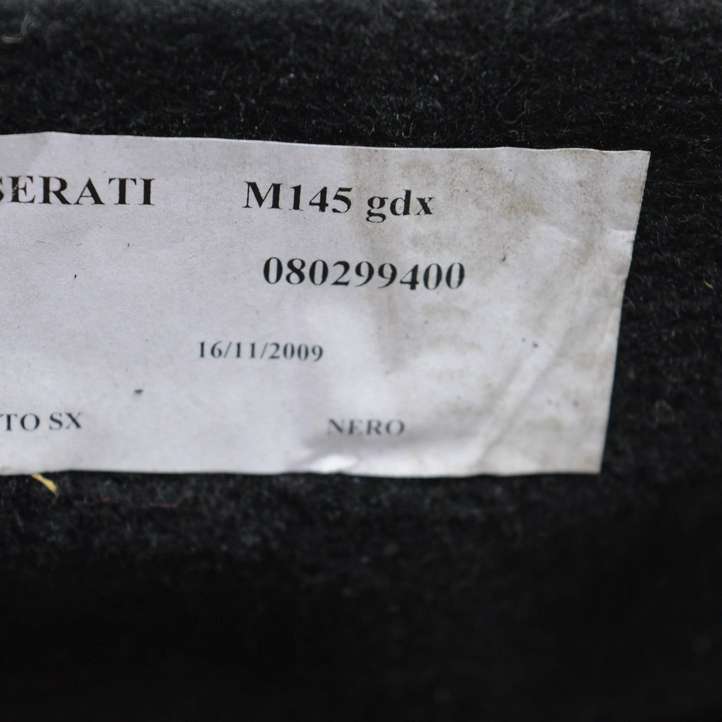 SERATI M145 gdx
080299400
16/11/2009
TO SX NERO